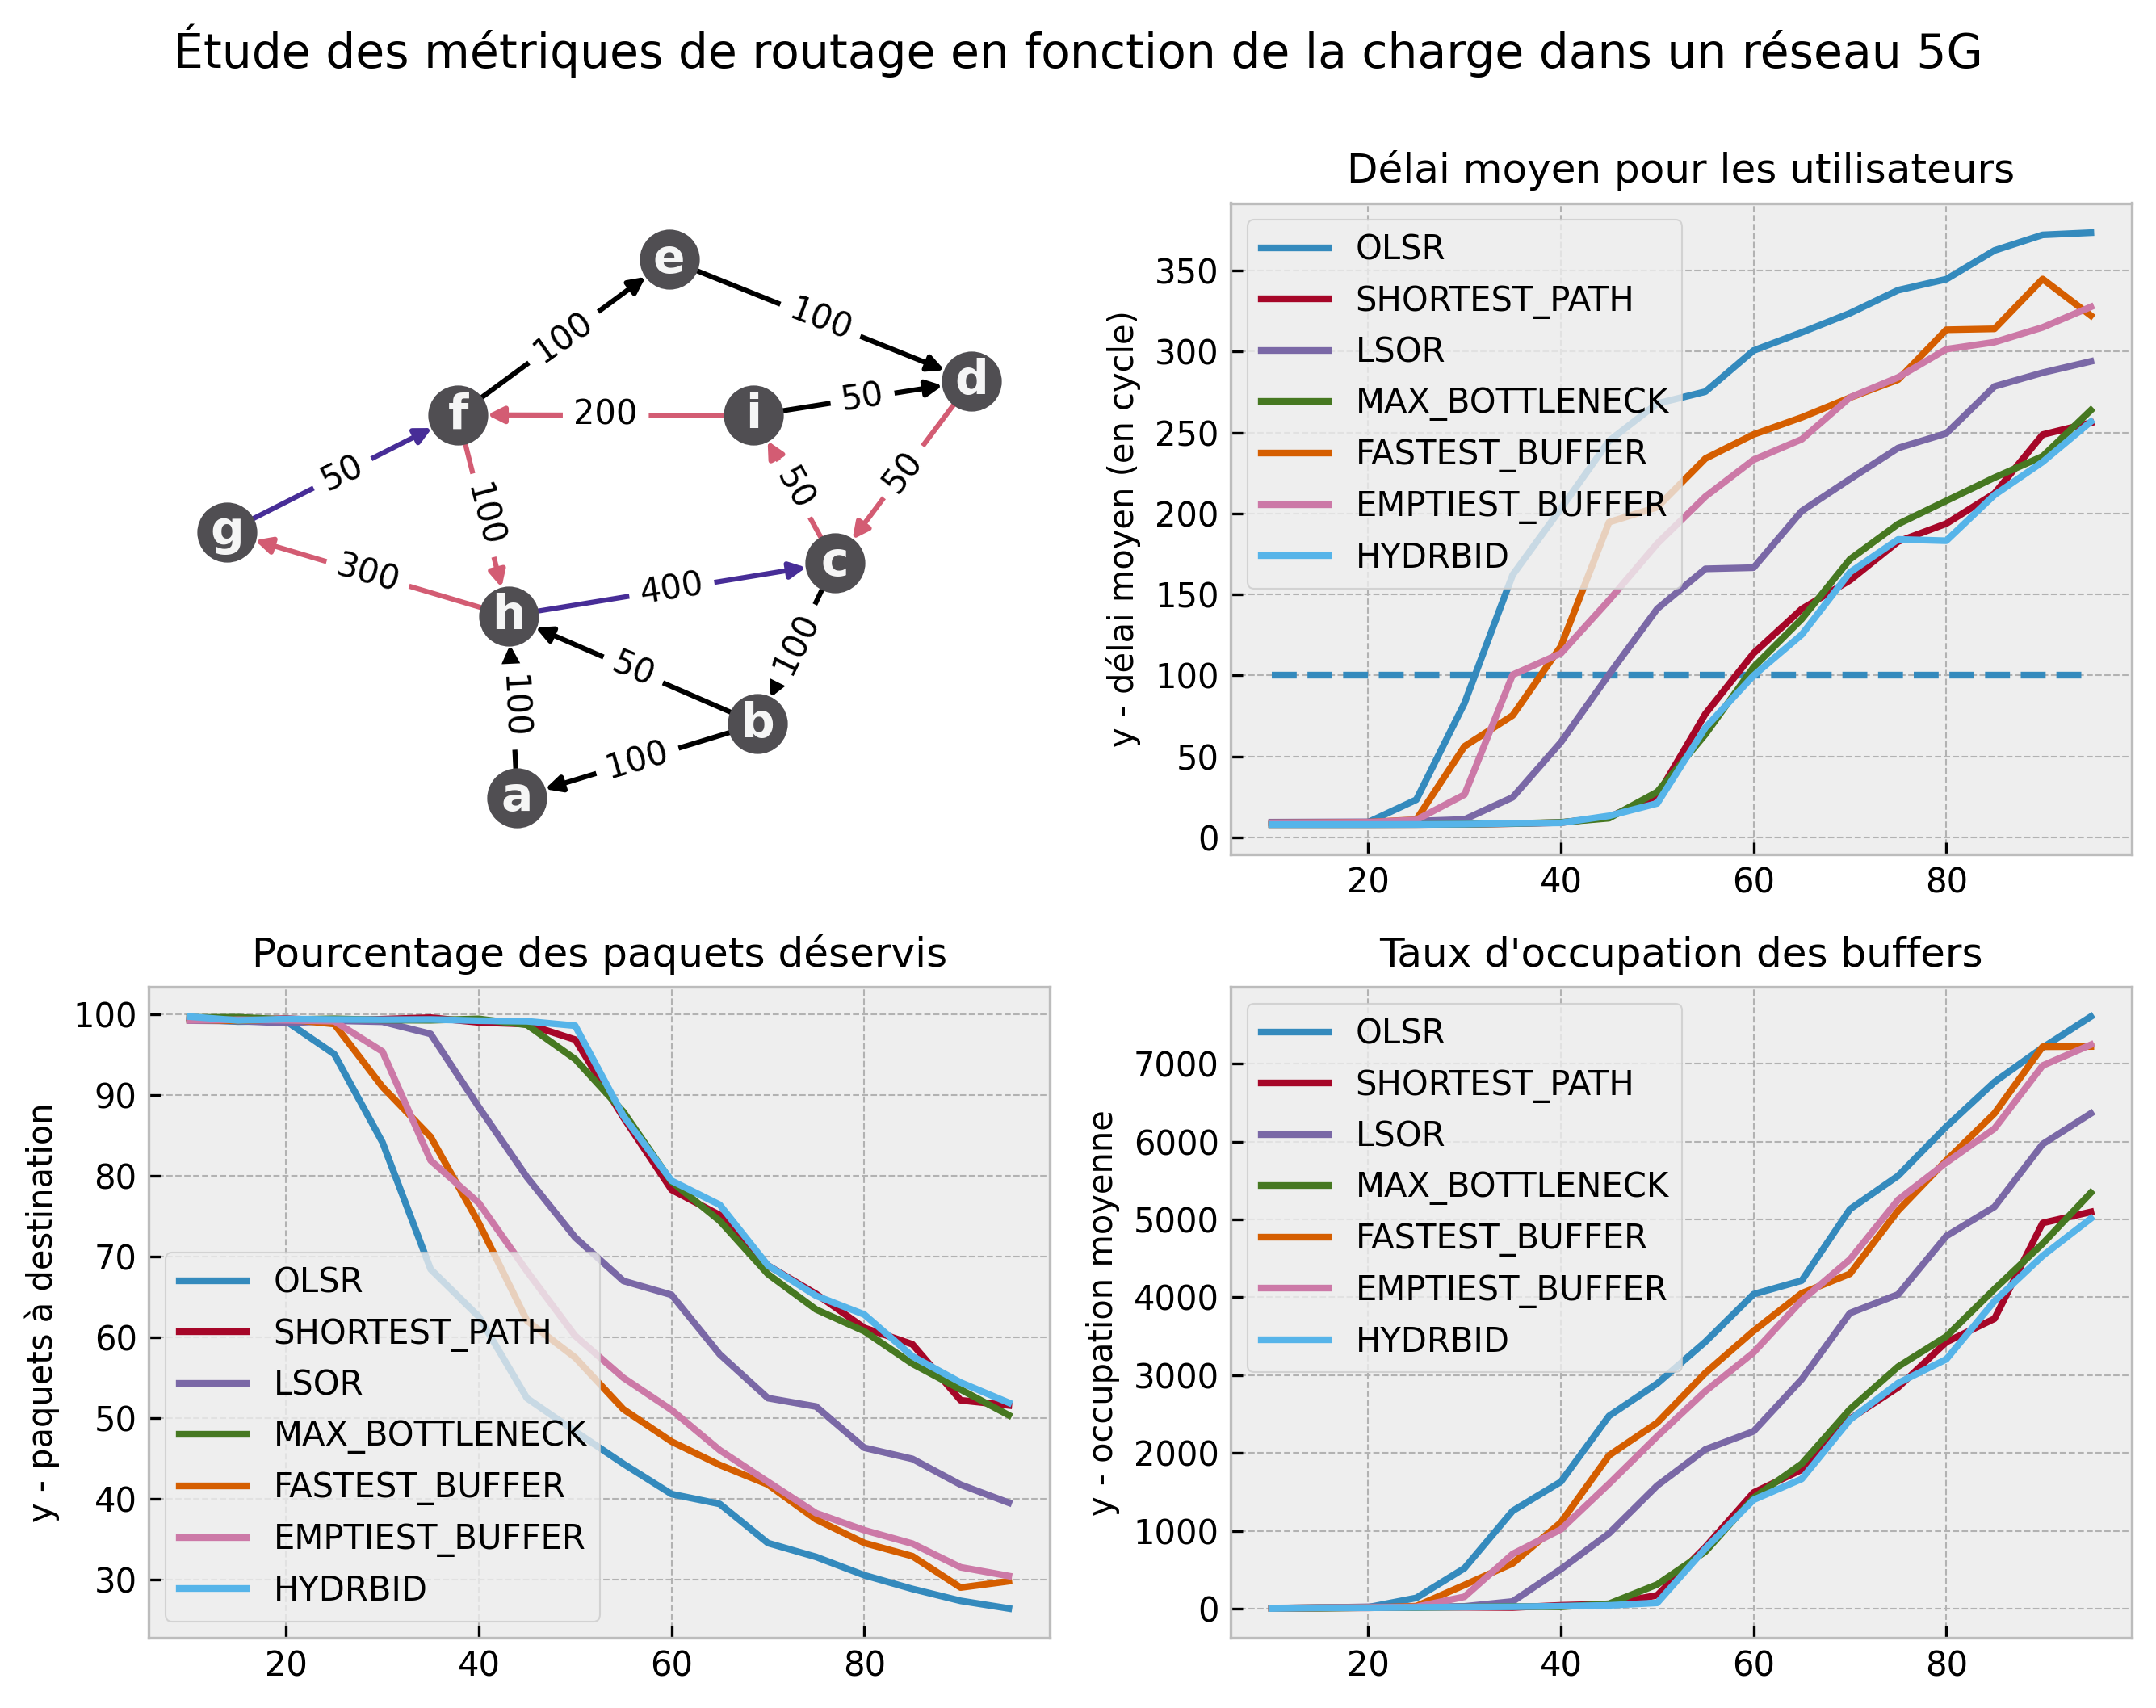 Étude des métriques de routage en fonction de la charge dans un réseau 5G
e
100
100
d
f
200
i
50
50
100
50
50
g
300
c
400
h
100
50
100
b
100
a
Délai moyen pour les utilisateurs
y - délai moyen (en cycle)
350
300
250
200
150
100
50
0
OLSR
SHORTEST_PATH
LSOR
MAX_BOTTLENECK
FASTEST_BUFFER
EMPTIEST_BUFFER
HYDRBID
20 40 60 80
Pourcentage des paquets déservis
y - paquets à destination
100
90
80
70
60
50
40
30
OLSR
SHORTEST_PATH
LSOR
MAX_BOTTLENECK
FASTEST_BUFFER
EMPTIEST_BUFFER
HYDRBID
20 40 60 80
Taux d'occupation des buffers
y - occupation moyenne
7000
6000
5000
4000
3000
2000
1000
0
OLSR
SHORTEST_PATH
LSOR
MAX_BOTTLENECK
FASTEST_BUFFER
EMPTIEST_BUFFER
HYDRBID
20 40 60 80